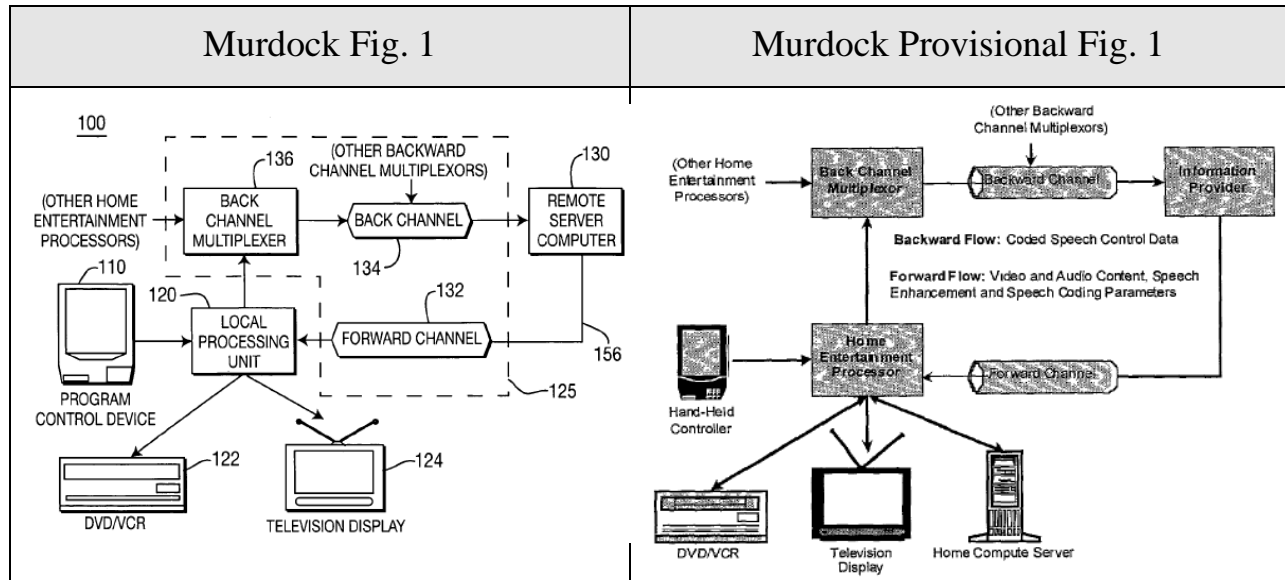 Murdock Fig. 1
Murdock Provisional Fig. 1
100
136
(OTHER BACKWARD
CHANNEL MULTIPLEXERS)
130
(OTHER HOME
ENTERTAINMENT
PROCESSORS)
BACK
CHANNEL
MULTIPLEXER
BACK CHANNEL
134
REMOTE
SERVER
COMPUTER
110
120
132
LOCAL
PROCESSING
UNIT
FORWARD CHANNEL
156
125
PROGRAM
CONTROL DEVICE
122
124
DVD/VCR
TELEVISION DISPLAY
(Other Backward
Channel Multiplexors)
(Other Home
Entertainment
Processors)
Back Channel
Multiplexor
Backward Channel
Information
Provider
Backward Flow: Coded Speech Control Data
Forward Flow: Video and Audio Content, Speech
Enhancement and Speech Coding Parameters
Home
Entertainment
Processor
Forward Channel
Hand-Held
Controller
DVD/VCR
Television
Display
Home Compute Server